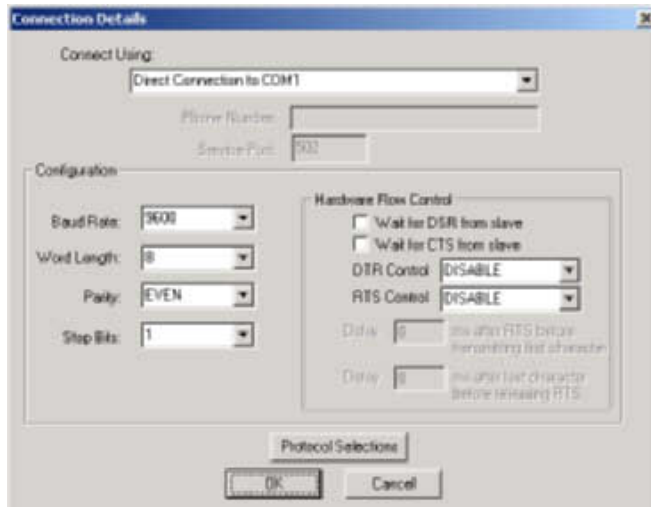 Connection Details
Connect Using:
Direct Connection to COM1
Phone Number:
Service Port: 502
Configuration
Baud Rate: 9600
Word Length: 8
Parity: EVEN
Stop Bits: 1
Hardware Flow Control
Wait for DSR from slave
Wait for CTS from slave
DTR Control DISABLE
RTS Control DISABLE
Delay 0 ms after RTS before
transmitting first character
Delay 0 ms after last character
before releasing RTS
Protocol Selections
OK Cancel